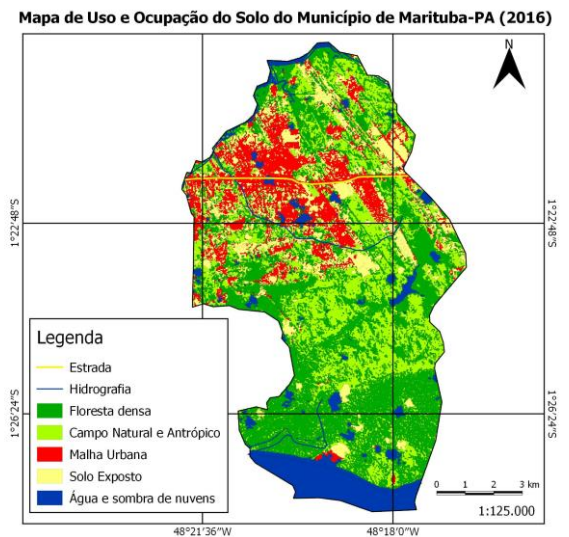 Mapa de Uso e Ocupação do Solo do Município de Marituba-PA (2016)
N
1°22'48"S
1°22'48"S
Legenda
Estrada
Hidrografia
Floresta densa
Campo Natural e Antrópico
Malha Urbana
Solo Exposto
Água e sombra de nuvens
1°26'24"S
1°26'24"S
0 1 2 3 km
1:125.000
48°21'36"W
48°18'0"W